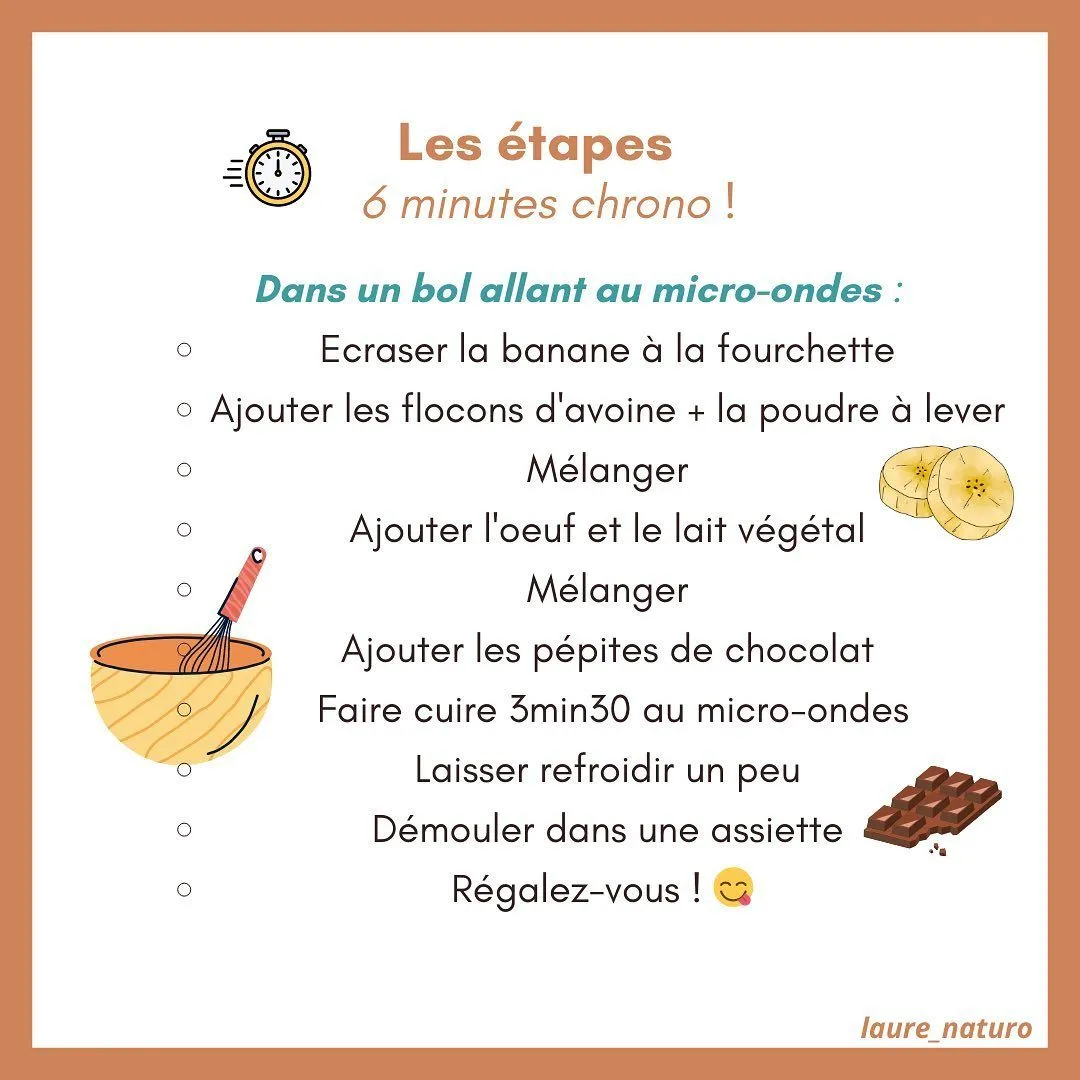 Les étapes
6 minutes chrono !
Dans un bol allant au micro-ondes :
Ecraser la banane à la fourchette
Ajouter les flocons d'avoine + la poudre à lever
Mélanger
Ajouter l'oeuf et le lait végétal
Mélanger
Ajouter les pépites de chocolat
Faire cuire 3min30 au micro-ondes
Laisser refroidir un peu
Démouler dans une assiette
Régalez-vous ! 😋
laure_naturo